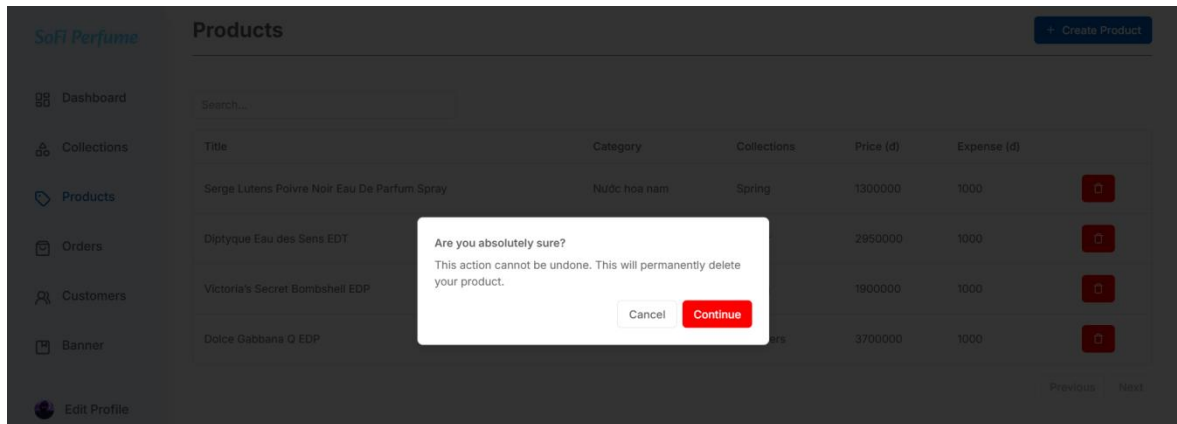 SoFi Perfume
Products
+ Create Product
Dashboard
Search...
Collections
Title Category Collections Price (đ) Expense (đ)
Products
Serge Lutens Poivre Noir Eau De Parfum Spray Nước hoa nam Spring 1300000 1000
Orders
Diptyque Eau des Sens EDT 2950000 1000
Are you absolutely sure?
This action cannot be undone. This will permanently delete
your product.
Customers
Victoria's Secret Bombshell EDP 1900000 1000
Cancel Continue
Banner
Dolce Gabbana Q EDP ers 3700000 1000
Previous Next
Edit Profile